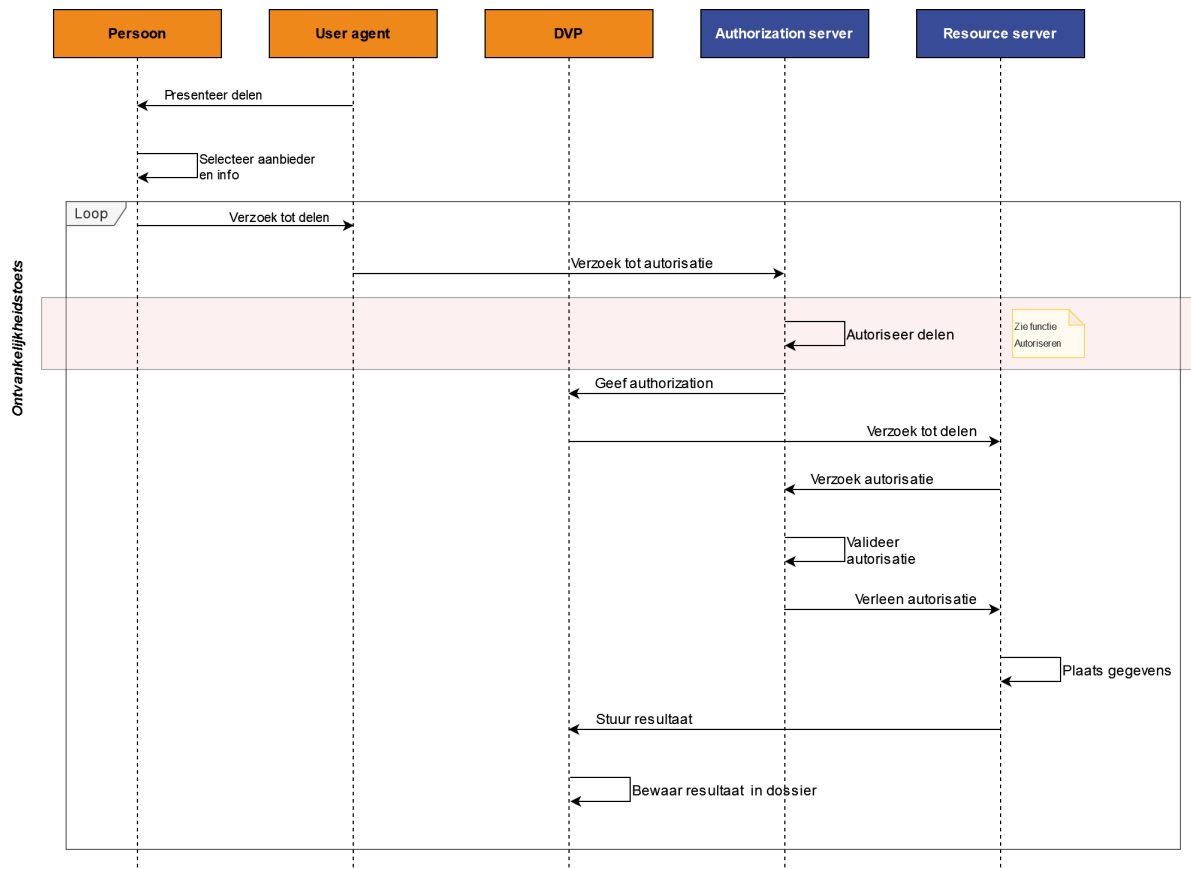 Persoon
User agent
DVP
Authorization server
Resource server
Presenteer delen
Selecteer aanbieder
en info
Loop
Verzoek tot delen
Verzoek tot autorisatie
Ontvankelijkheidstoets
Autoriseer delen
Zie functie
Autoriseren
Geef authorization
Verzoek tot delen
Verzoek autorisatie
Valideer
autorisatie
Verleen autorisatie
Plaats gegevens
Stuur resultaat
Bewaar resultaat in dossier